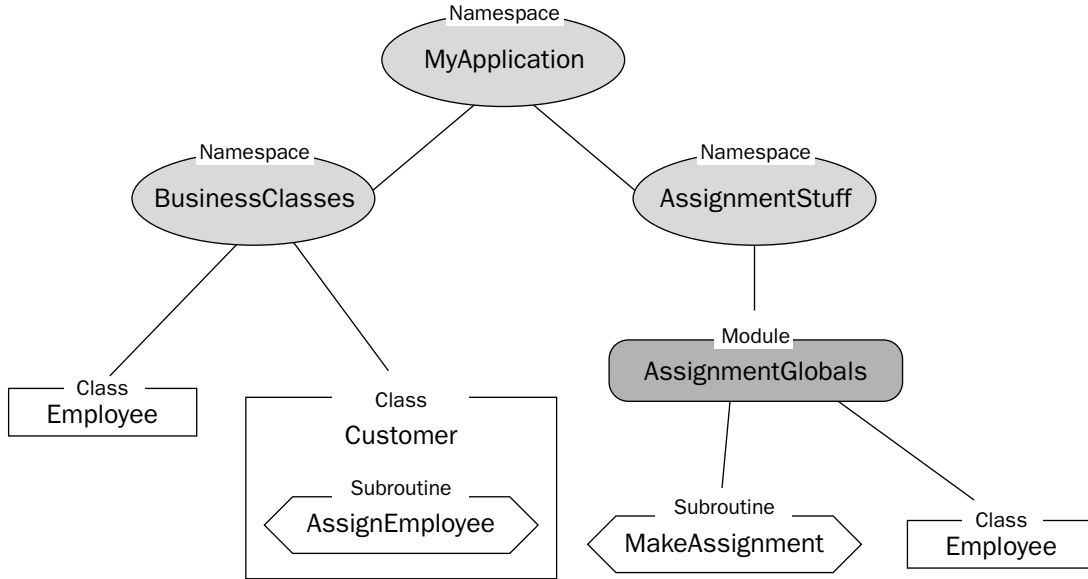 Namespace
MyApplication
Namespace
BusinessClasses
Namespace
AssignmentStuff
Module
AssignmentGlobals
Class
Employee
Class
Customer
Subroutine
AssignEmployee
Subroutine
MakeAssignment
Class
Employee